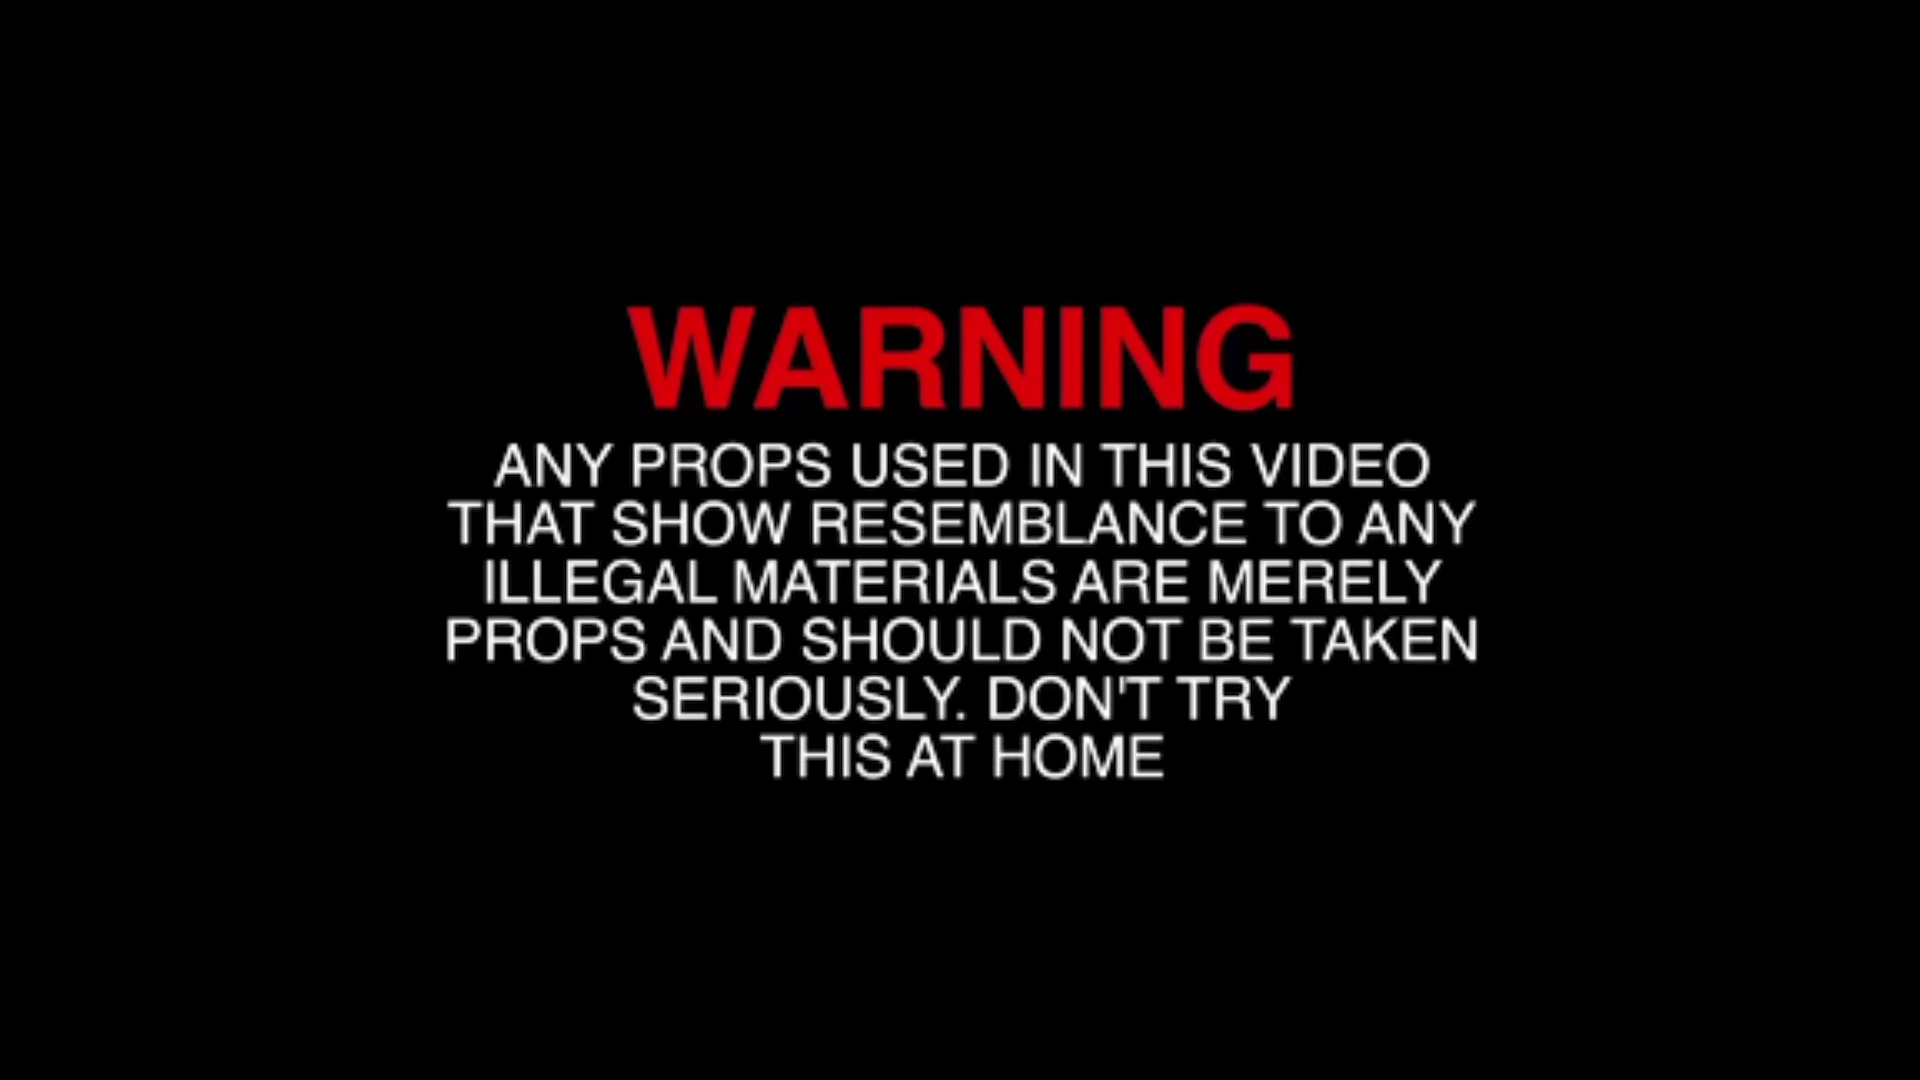 WARNING
ANY PROPS USED IN THIS VIDEO
THAT SHOW RESEMBLANCE TO ANY
ILLEGAL MATERIALS ARE MERELY
PROPS AND SHOULD NOT BE TAKEN
SERIOUSLY. DON'T TRY
THIS AT HOME